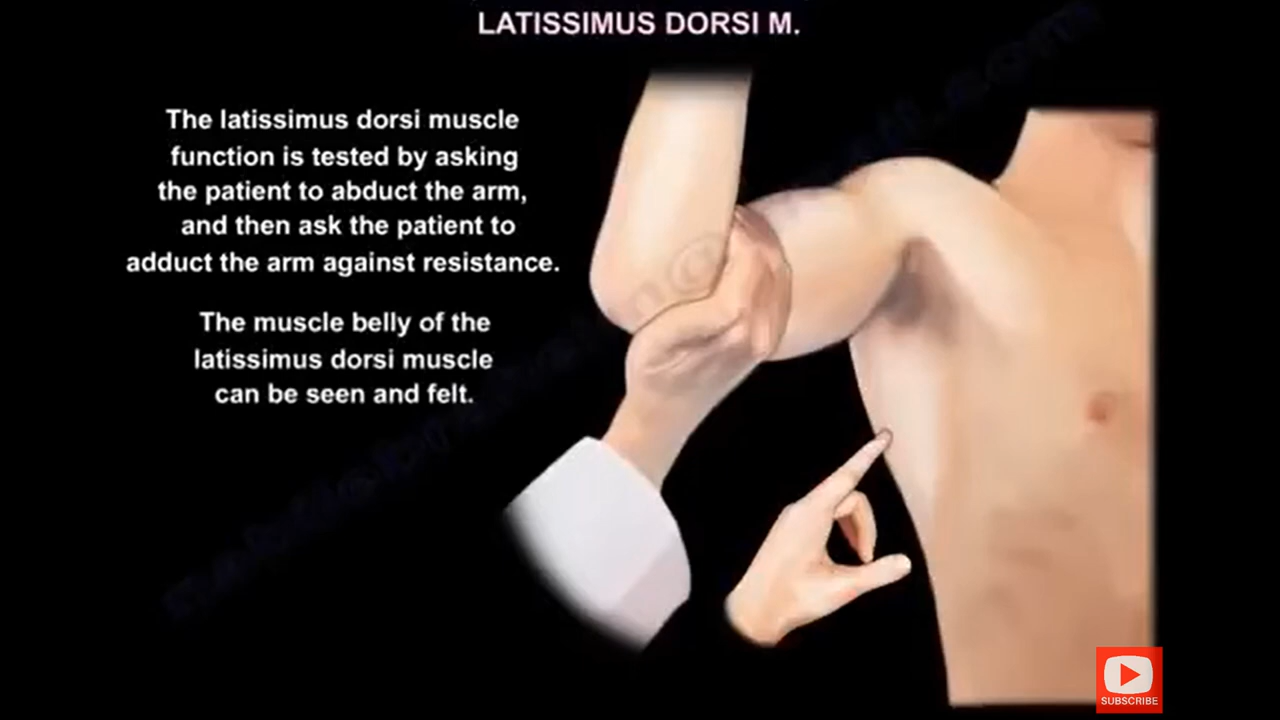 LATISSIMUS DORSI M.
The latissimus dorsi muscle
function is tested by asking
the patient to abduct the arm,
and then ask the patient to
adduct the arm against resistance.
The muscle belly of the
latissimus dorsi muscle
can be seen and felt.
SUBSCRIBE